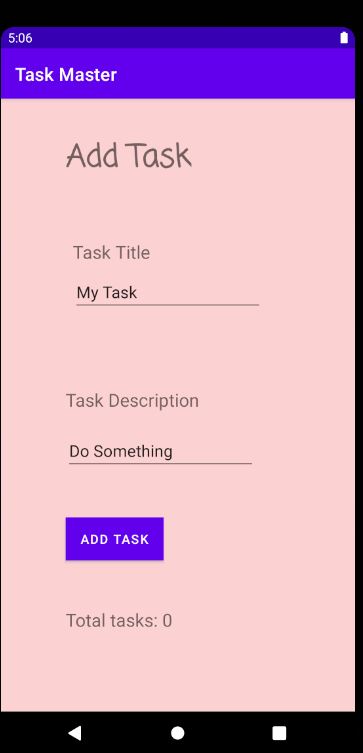 5:06
Task Master
Add Task
Task Title
My Task
Task Description
Do Something
ADD TASK
Total tasks: 0